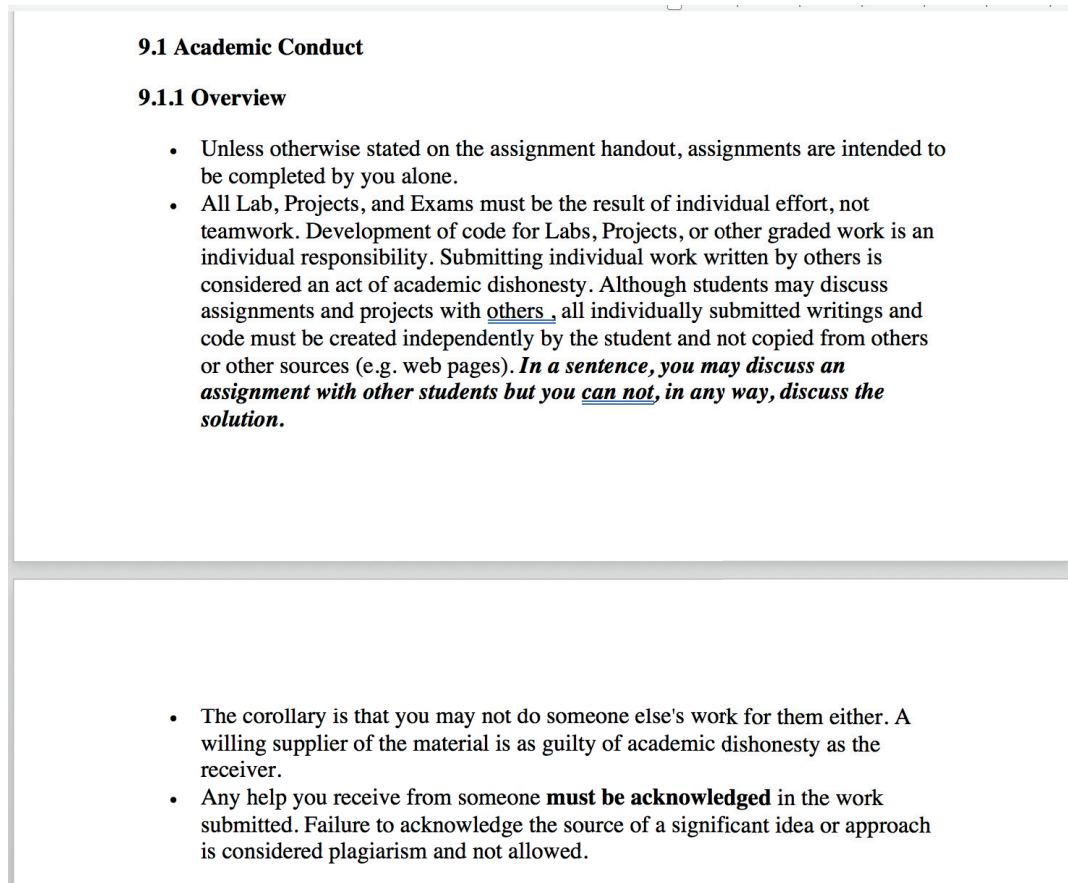 9.1 Academic Conduct
9.1.1 Overview
• Unless otherwise stated on the assignment handout, assignments are intended to
be completed by you alone.
• All Lab, Projects, and Exams must be the result of individual effort, not
teamwork. Development of code for Labs, Projects, or other graded work is an
individual responsibility. Submitting individual work written by others is
considered an act of academic dishonesty. Although students may discuss
assignments and projects with others , all individually submitted writings and
code must be created independently by the student and not copied from others
or other sources (e.g. web pages). In a sentence, you may discuss an
assignment with other students but you can not, in any way, discuss the
solution.
• The corollary is that you may not do someone else's work for them either. A
willing supplier of the material is as guilty of academic dishonesty as the
receiver.
• Any help you receive from someone must be acknowledged in the work
submitted. Failure to acknowledge the source of a significant idea or approach
is considered plagiarism and not allowed.